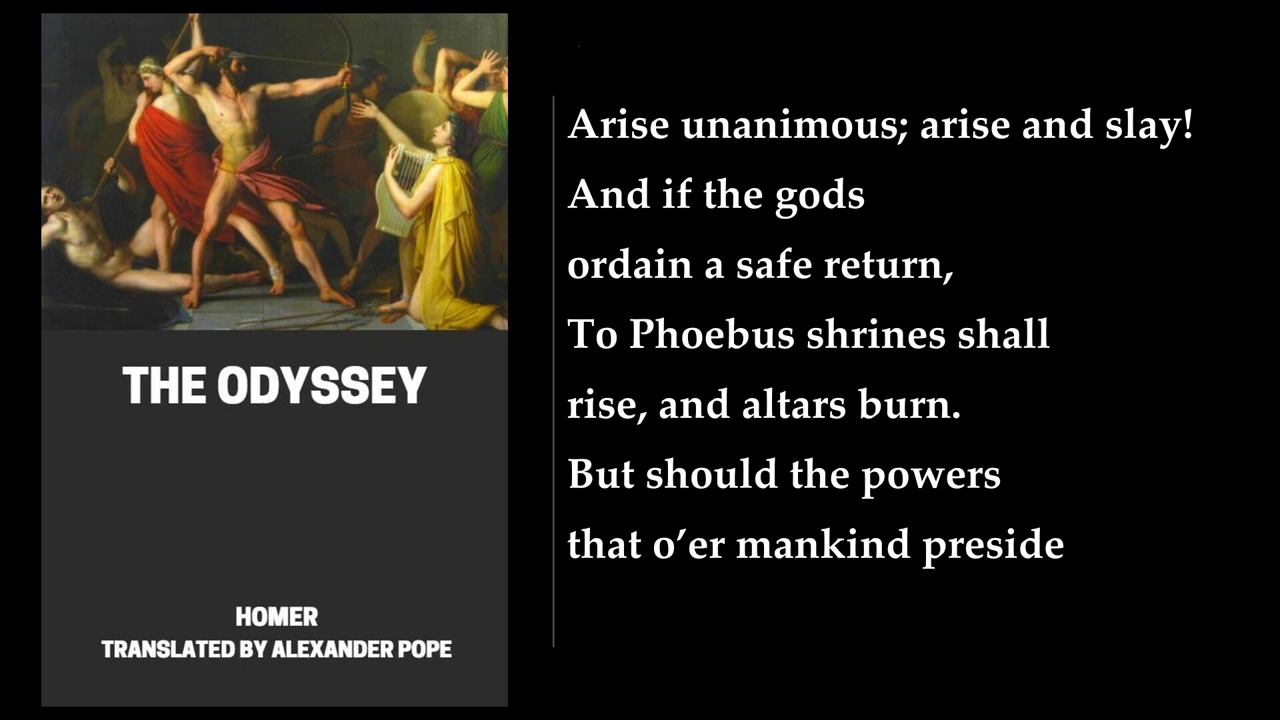 THE ODYSSEY
HOMER
TRANSLATED BY ALEXANDER POPE
Arise unanimous; arise and slay!
And if the gods
ordain a safe return,
To Phoebus shrines shall
rise, and altars burn.
But should the powers
that o’er mankind preside